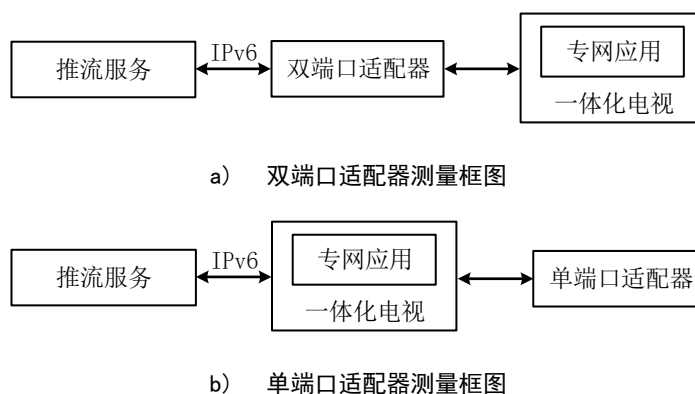 专网应用
IPv6
推流服务
双端口适配器
一体化电视
a） 双端口适配器测量框图
IPv6
专网应用
推流服务
单端口适配器
一体化电视
b） 单端口适配器测量框图